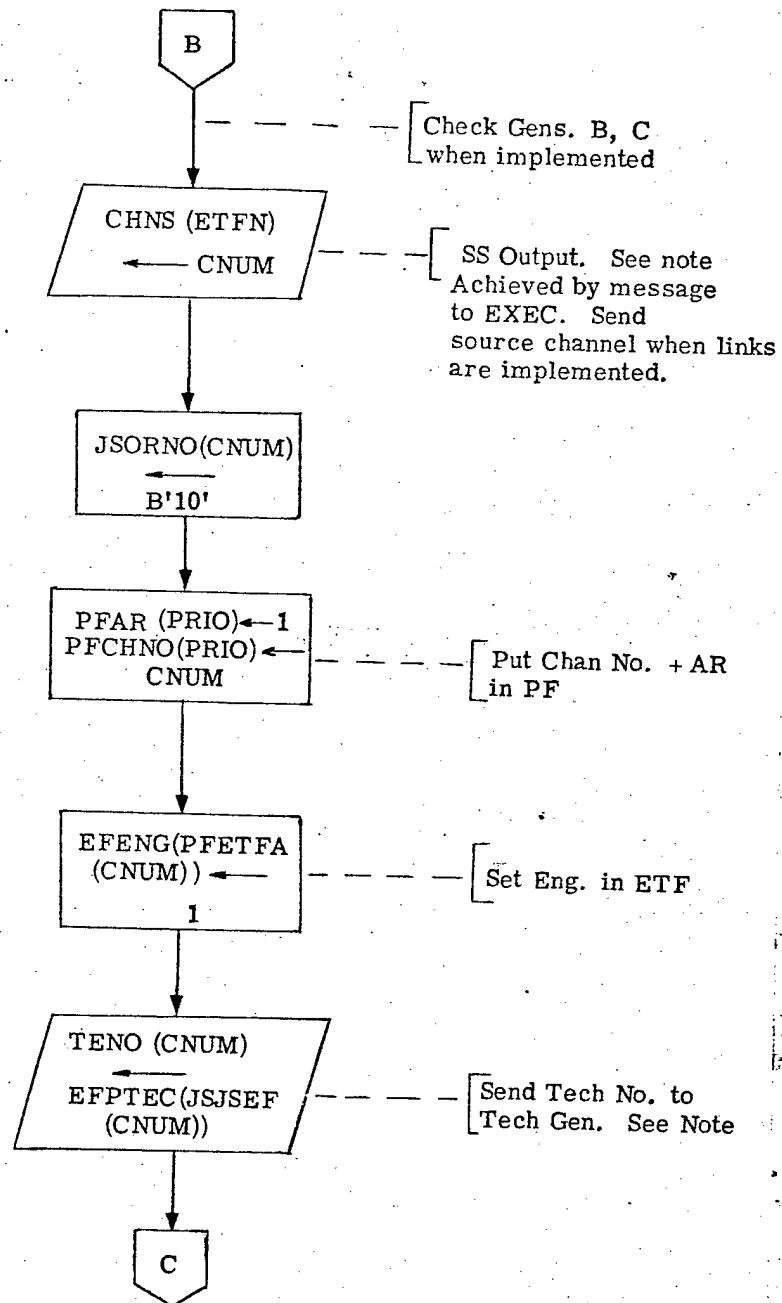 B
Check Gens. B, C
when implemented
CHNS (ETFN)
← CNUM
SS Output. See note
Achieved by message
to EXEC. Send
source channel when links
are implemented.
JSORNO(CNUM)
←
B'10'
PFAR (PRIO)←1
PFCHNO(PRIO)←
CNUM
Put Chan No. + AR
in PF
EFENG(PFETFA
(CNUM))←
1
Set Eng. in ETF
TENO (CNUM)
←
EFPTEC(JSJSEF
(CNUM))
Send Tech No. to
Tech Gen. See Note
C